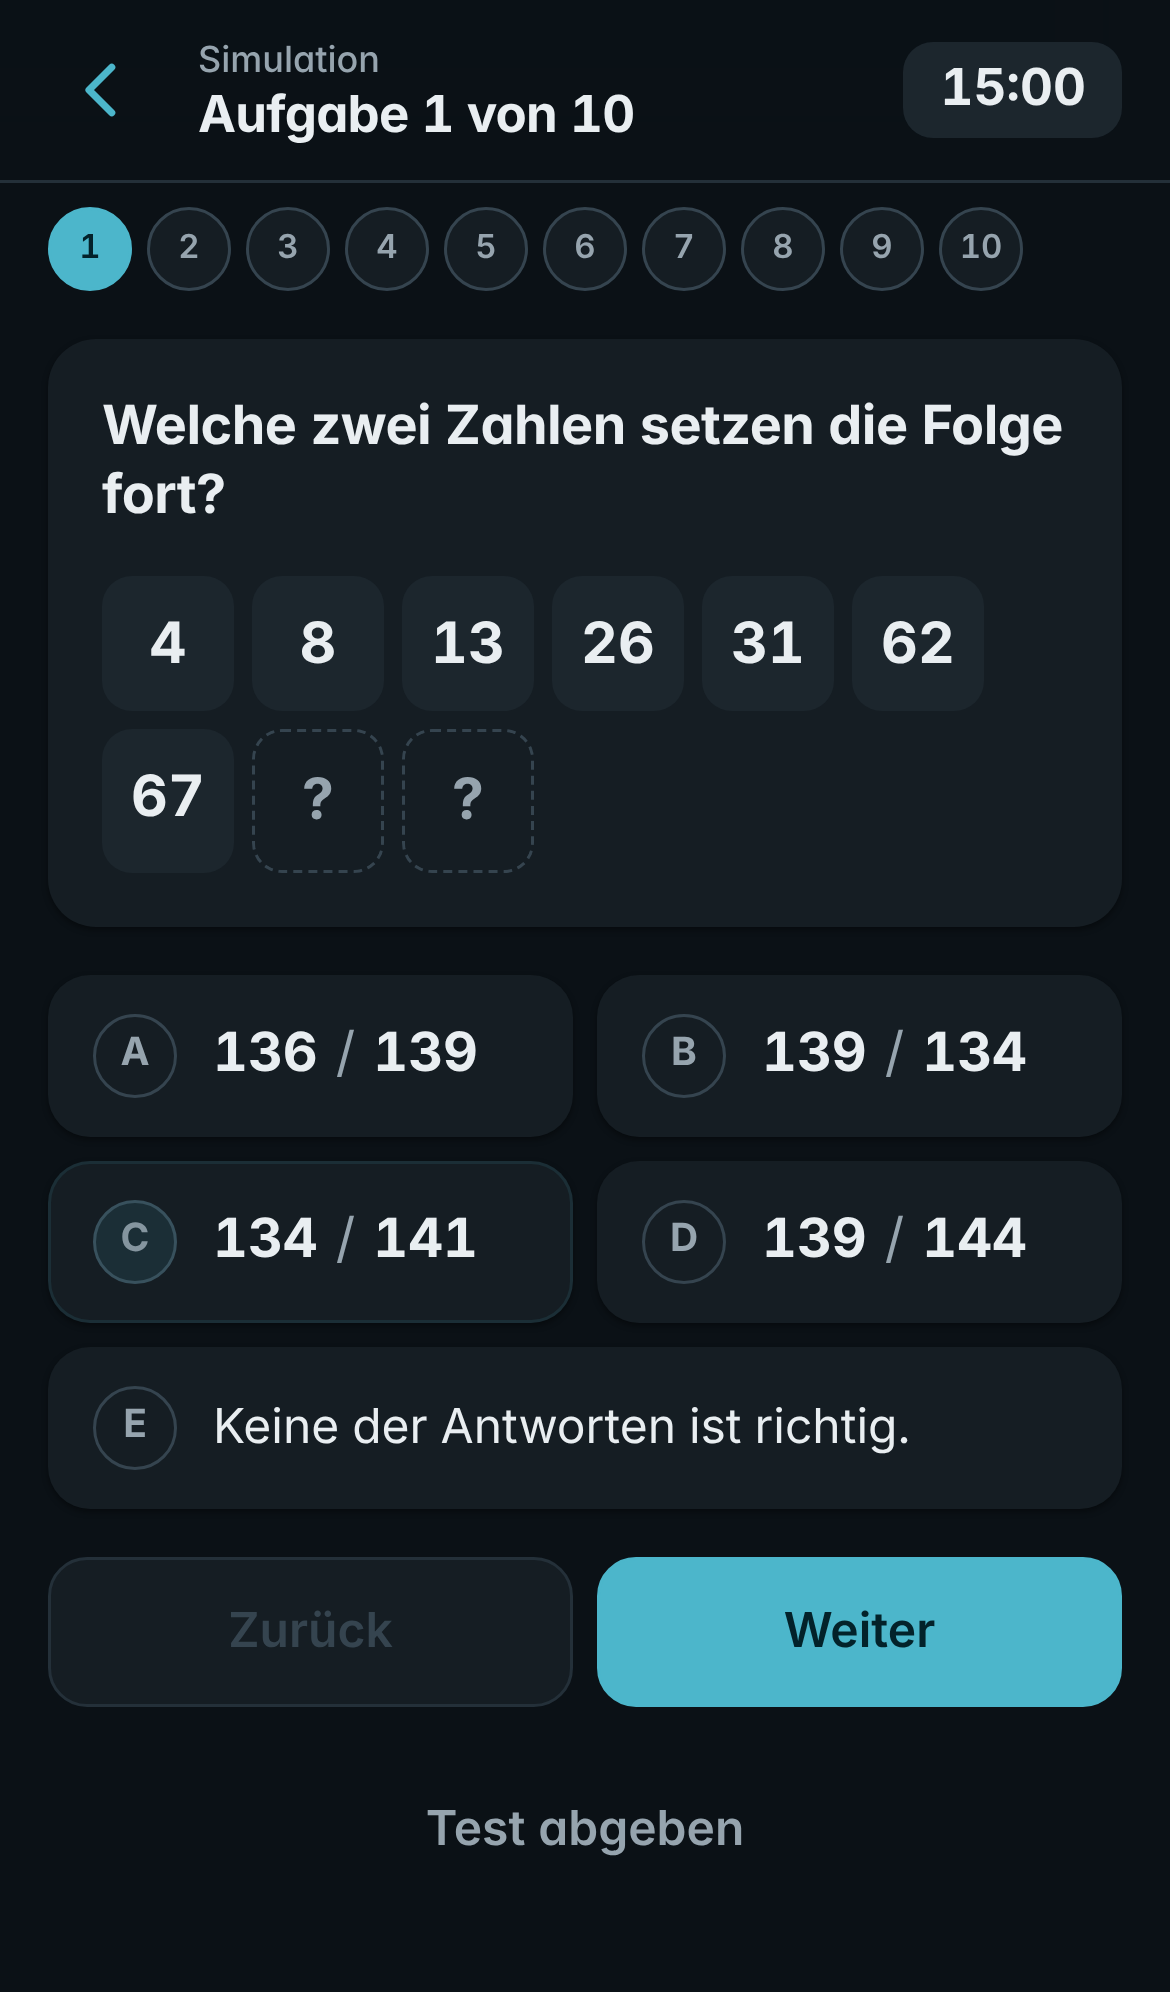 Simulation
Aufgabe 1 von 10
15:00
1 2 3 4 5 6 7 8 9 10
Welche zwei Zahlen setzen die Folge
fort?
4 8 13 26 31 62
67 ? ?
A 136 / 139
B 139 / 134
C 134 / 141
D 139 / 144
E Keine der Antworten ist richtig.
Zurück
Weiter
Test abgeben